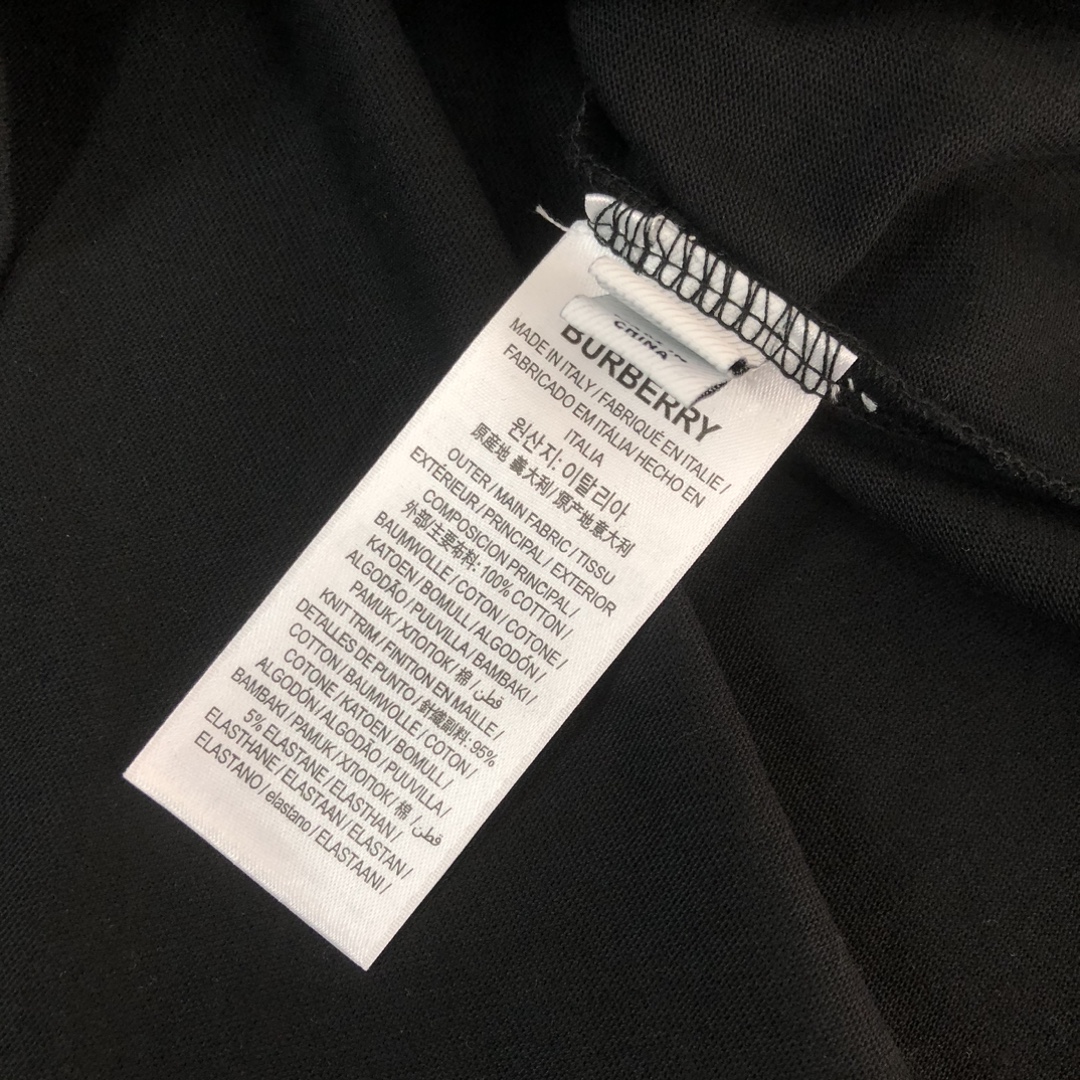 CHINA
BURBERRY
MADE IN ITALY / FABRIQUE EN ITALIE /
FABRICADO EM ITÁLIA/ HECHO EN
ITALIA
원산지: 이탈리아
原産地 義大利 / 原产地意大利
OUTER / MAIN FABRIC / TISSU
EXTÉRIEUR / PRINCIPAL / EXTERIOR
COMPOSICION PRINCIPAL /
外部/主要布料: 100% COTTON /
BAUMWOLLE / COTON / COTONE /
KATOEN / BOMULL / ALGODÓN /
ALGODÃO / PUUVILLA / BAMBAKI /
PAMUK / ХЛОПОК / 棉 / قطن
KNIT TRIM / FINITION EN MAILLE /
DETALLES DE PUNTO / 針織副料: 95%
COTTON / BAUMWOLLE / COTON /
COTONE / KATOEN / BOMULL /
ALGODÓN / ALGODÃO / PUUVILLA /
BAMBAKI / PAMUK / ХЛОПОК / 棉 / قطن
5% ELASTANE / ELASTHAN /
ELASTHANE / ELASTAAN / ELASTAN /
ELASTANO / elastano / ELASTAANI /